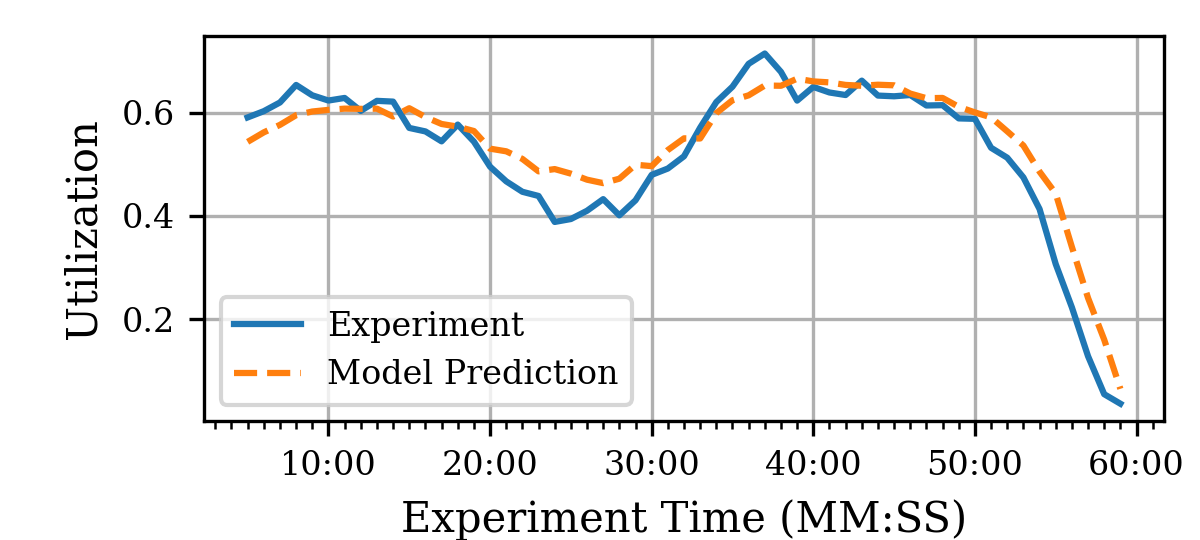 Utilization
0.6
0.4
0.2
Experiment
Model Prediction
10:00 20:00 30:00 40:00 50:00 60:00
Experiment Time (MM:SS)